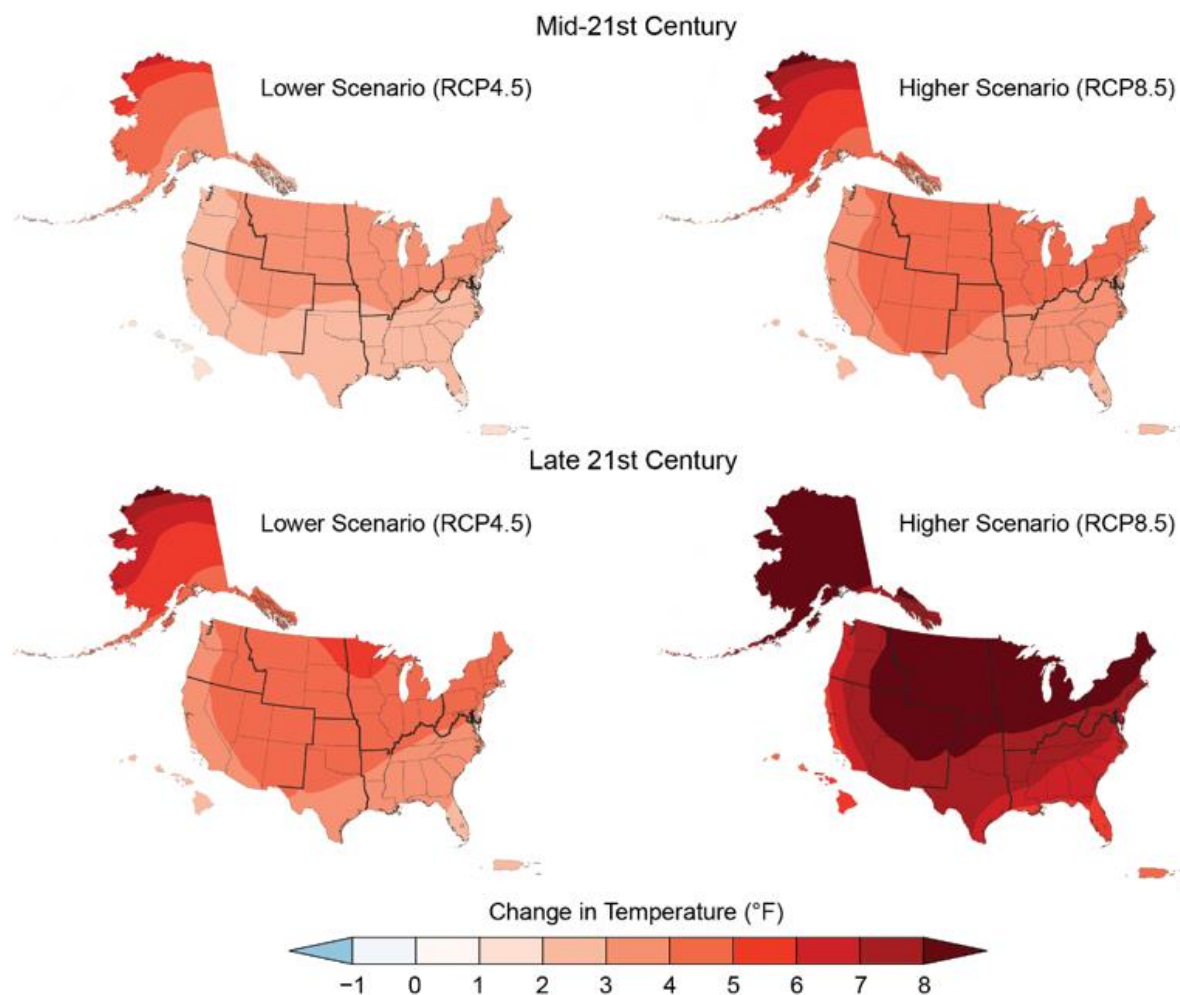 Mid-21st Century
Lower Scenario (RCP4.5)
Higher Scenario (RCP8.5)
Late 21st Century
Lower Scenario (RCP4.5)
Higher Scenario (RCP8.5)
Change in Temperature (°F)
−1 0 1 2 3 4 5 6 7 8